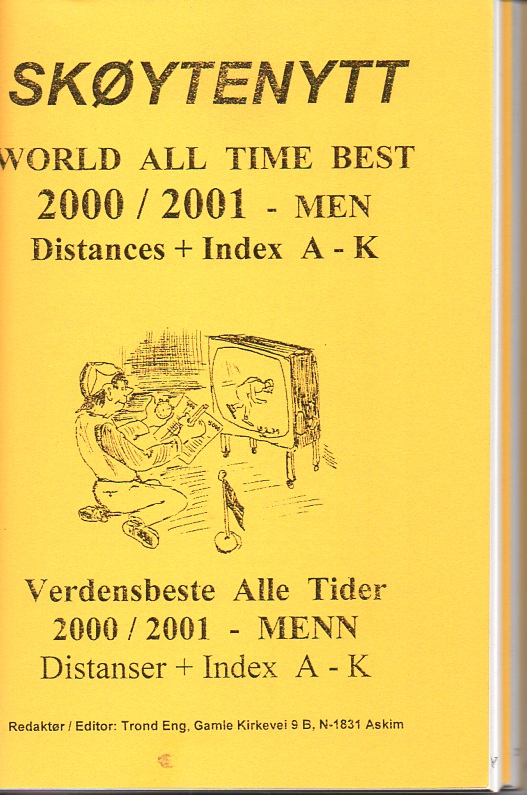 SKØYTENYTT
WORLD ALL TIME BEST
2000 / 2001 - MEN
Distances + Index A - K
Verdensbeste Alle Tider
2000 / 2001 - MENN
Distanser + Index A - K
Redaktør / Editor: Trond Eng, Gamle Kirkevei 9 B, N-1831 Askim